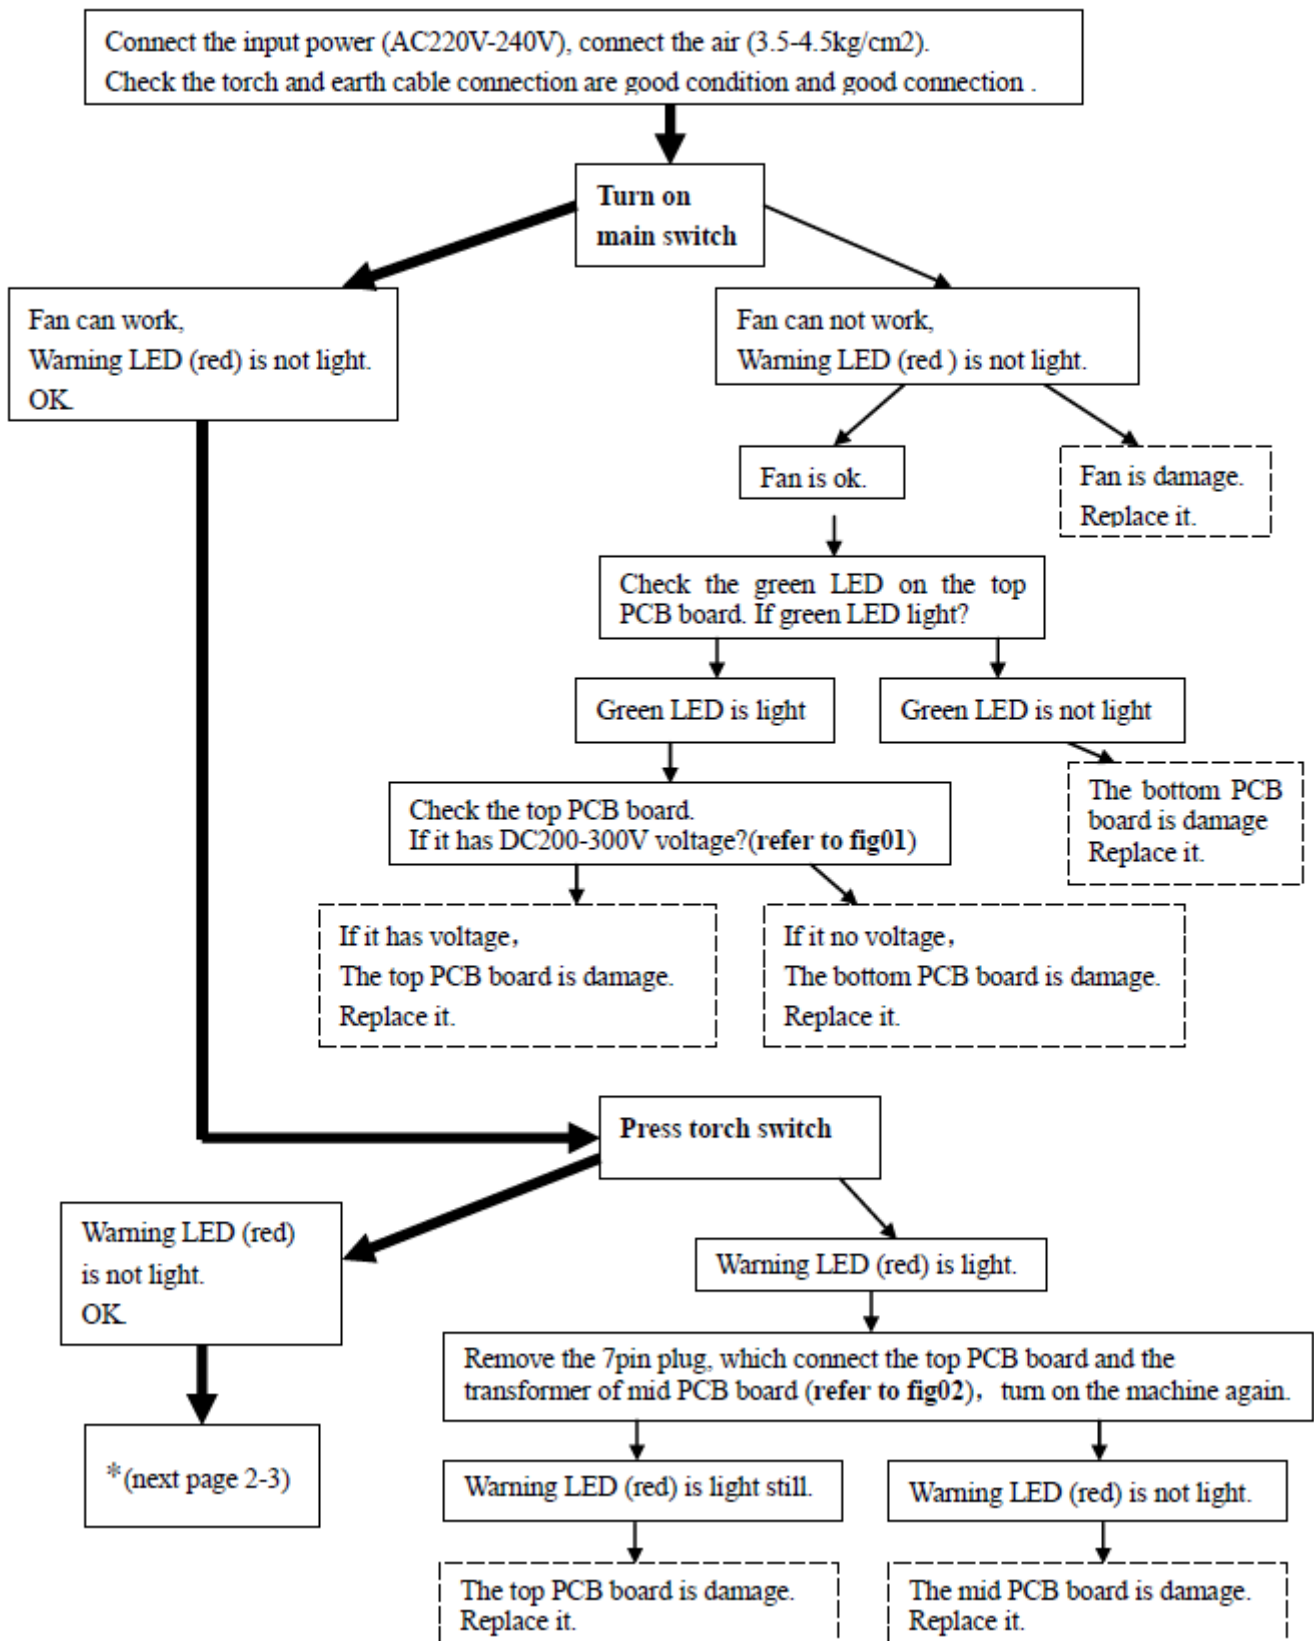 Connect the input power (AC220V-240V), connect the air (3.5-4.5kg/cm2).
Check the torch and earth cable connection are good condition and good connection .
Turn on
main switch
Fan can work,
Warning LED (red) is not light.
OK.
Fan can not work,
Warning LED (red ) is not light.
Fan is ok.
Fan is damage.
Replace it.
Check the green LED on the top
PCB board. If green LED light?
Green LED is light
Green LED is not light
Check the top PCB board.
If it has DC200-300V voltage?(refer to fig01)
The bottom PCB
board is damage
Replace it.
If it has voltage，
The top PCB board is damage.
Replace it.
If it no voltage，
The bottom PCB board is damage.
Replace it.
Press torch switch
Warning LED (red)
is not light.
OK.
Warning LED (red) is light.
Remove the 7pin plug, which connect the top PCB board and the
transformer of mid PCB board (refer to fig02)， turn on the machine again.
*(next page 2-3)
Warning LED (red) is light still.
Warning LED (red) is not light.
The top PCB board is damage.
Replace it.
The mid PCB board is damage.
Replace it.